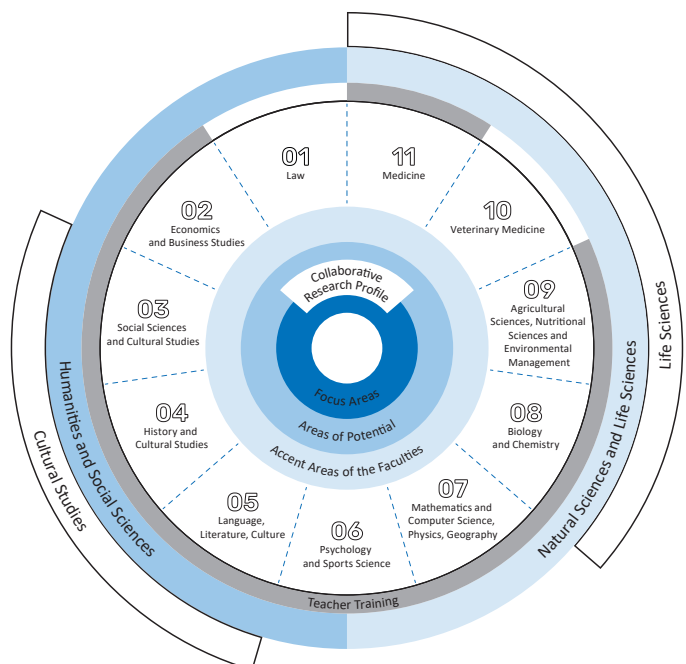 01
Law
02
Economics
and Business Studies
03
Social Sciences
and Cultural Studies
04
History and
Cultural Studies
05
Language,
Literature, Culture
06
Psychology
and Sports Science
07
Mathematics and
Computer Science,
Physics, Geography
08
Biology
and Chemistry
09
Agricultural
Sciences, Nutritional
Sciences and
Environmental
Management
10
Veterinary Medicine
11
Medicine
Collaborative
Research Profile
Focus Areas
Areas of Potential
Accent Areas of the Faculties
Teacher Training
Humanities and Social Sciences
Cultural Studies
Natural Sciences and Life Sciences
Life Sciences